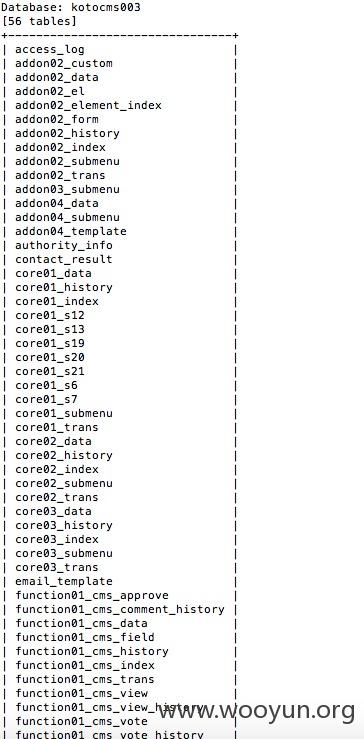 Database: kotocms003
[56 tables]
+-------------------------------+
| access_log |
| addon02_custom |
| addon02_data |
| addon02_el |
| addon02_element_index |
| addon02_form |
| addon02_history |
| addon02_index |
| addon02_submenu |
| addon02_trans |
| addon03_submenu |
| addon04_data |
| addon04_submenu |
| addon04_template |
| authority_info |
| contact_result |
| core01_data |
| core01_history |
| core01_index |
| core01_s12 |
| core01_s13 |
| core01_s19 |
| core01_s20 |
| core01_s21 |
| core01_s6 |
| core01_s7 |
| core01_submenu |
| core01_trans |
| core02_data |
| core02_history |
| core02_index |
| core02_submenu |
| core02_trans |
| core03_data |
| core03_history |
| core03_index |
| core03_submenu |
| core03_trans |
| email_template |
| function01_cms_approve |
| function01_cms_comment_history |
| function01_cms_data |
| function01_cms_field |
| function01_cms_history |
| function01_cms_index |
| function01_cms_trans |
| function01_cms_view |
| function01_cms_view_history |
www.wooyun.org
| function01_cms_vote |
| function01_cms_vote_history |